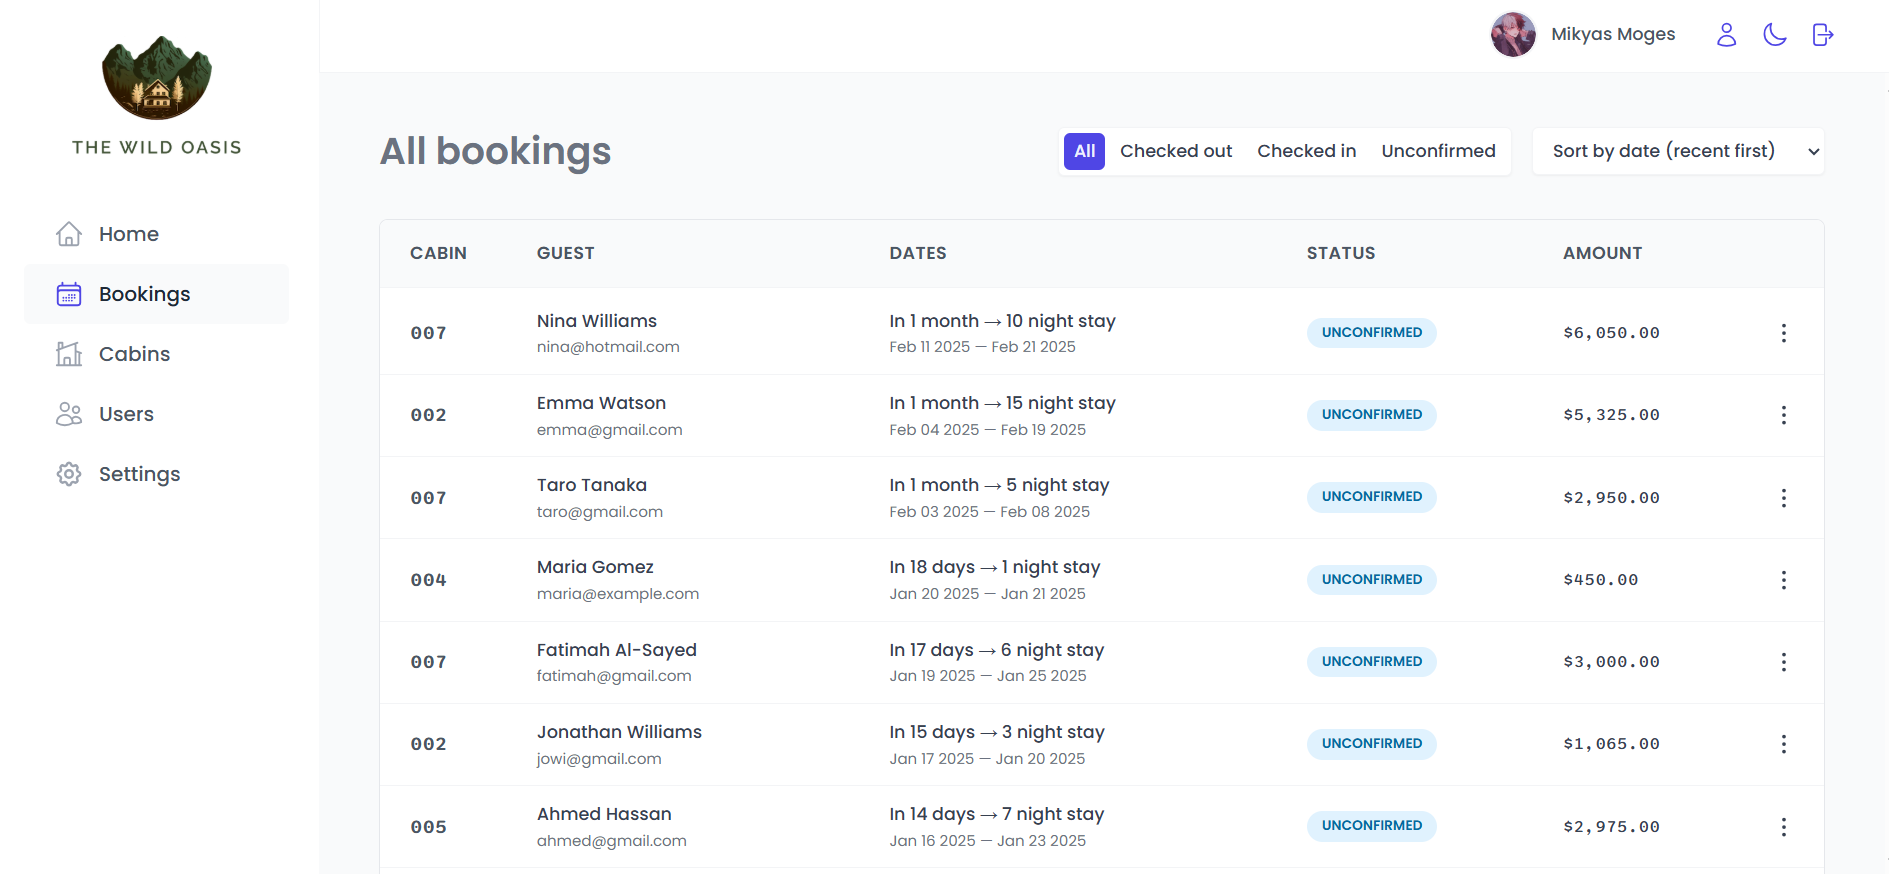 THE WILD OASIS
Home
Bookings
Cabins
Users
Settings
Mikyas Moges
All bookings
All Checked out Checked in Unconfirmed
Sort by date (recent first)
CABIN GUEST DATES STATUS AMOUNT
007 Nina Williams In 1 month → 10 night stay UNCONFIRMED $6,050.00
nina@hotmail.com Feb 11 2025 — Feb 21 2025
002 Emma Watson In 1 month → 15 night stay UNCONFIRMED $5,325.00
emma@gmail.com Feb 04 2025 — Feb 19 2025
007 Taro Tanaka In 1 month → 5 night stay UNCONFIRMED $2,950.00
taro@gmail.com Feb 03 2025 — Feb 08 2025
004 Maria Gomez In 18 days → 1 night stay UNCONFIRMED $450.00
maria@example.com Jan 20 2025 — Jan 21 2025
007 Fatimah Al-Sayed In 17 days → 6 night stay UNCONFIRMED $3,000.00
fatimah@gmail.com Jan 19 2025 — Jan 25 2025
002 Jonathan Williams In 15 days → 3 night stay UNCONFIRMED $1,065.00
jowi@gmail.com Jan 17 2025 — Jan 20 2025
005 Ahmed Hassan In 14 days → 7 night stay UNCONFIRMED $2,975.00
ahmed@gmail.com Jan 16 2025 — Jan 23 2025